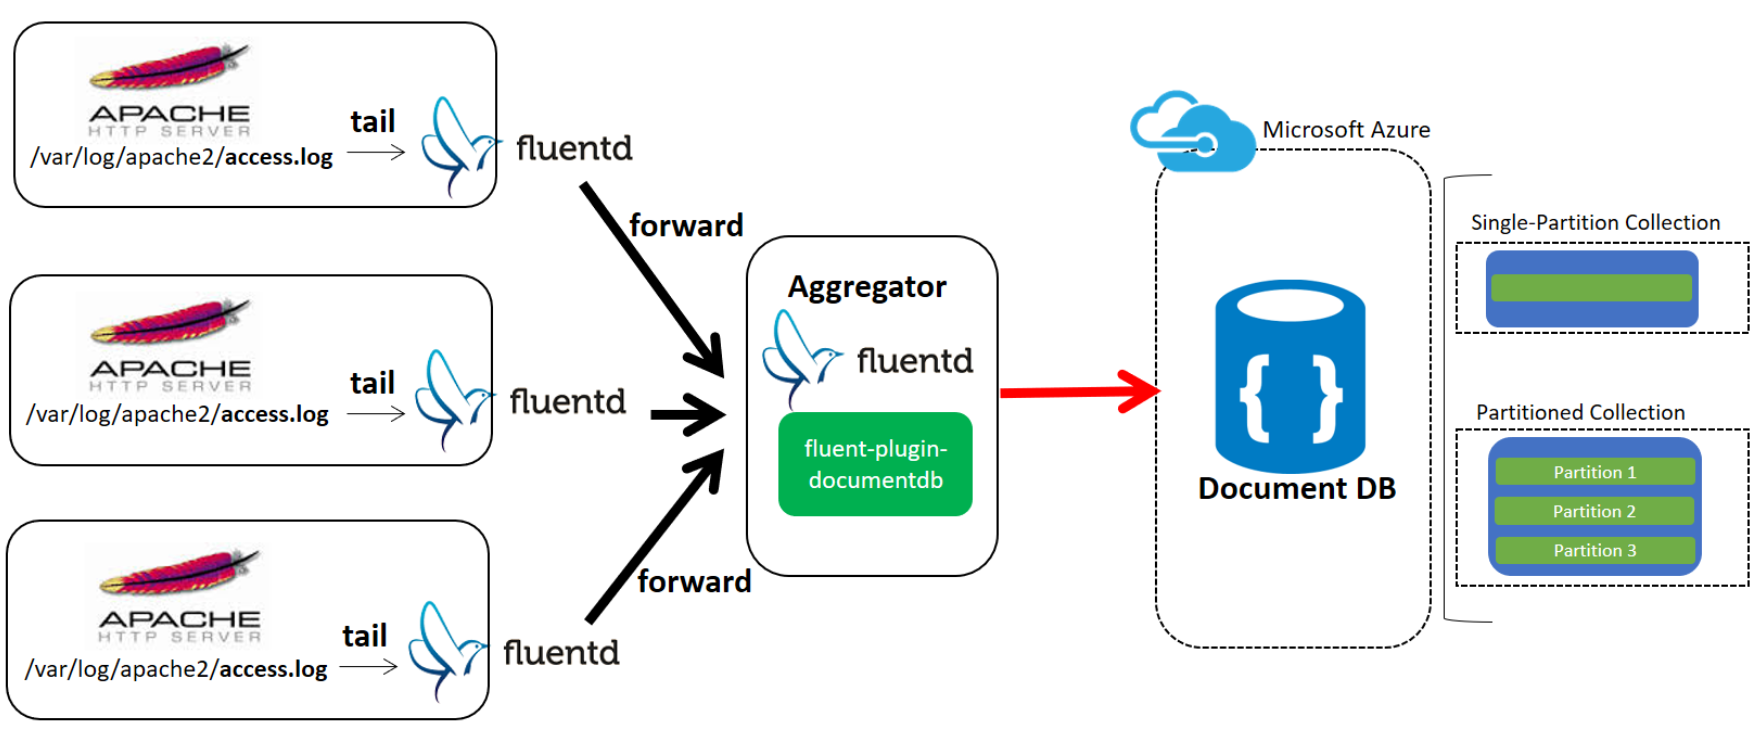 APACHE
HTTP SERVER
/var/log/apache2/access.log
tail
fluentd
forward
APACHE
HTTP SERVER
/var/log/apache2/access.log
tail
fluentd
APACHE
HTTP SERVER
/var/log/apache2/access.log
tail
fluentd
forward
Aggregator
fluentd
fluent-plugin-
documentdb
Microsoft Azure
Document DB
Single-Partition Collection
Partitioned Collection
Partition 1
Partition 2
Partition 3